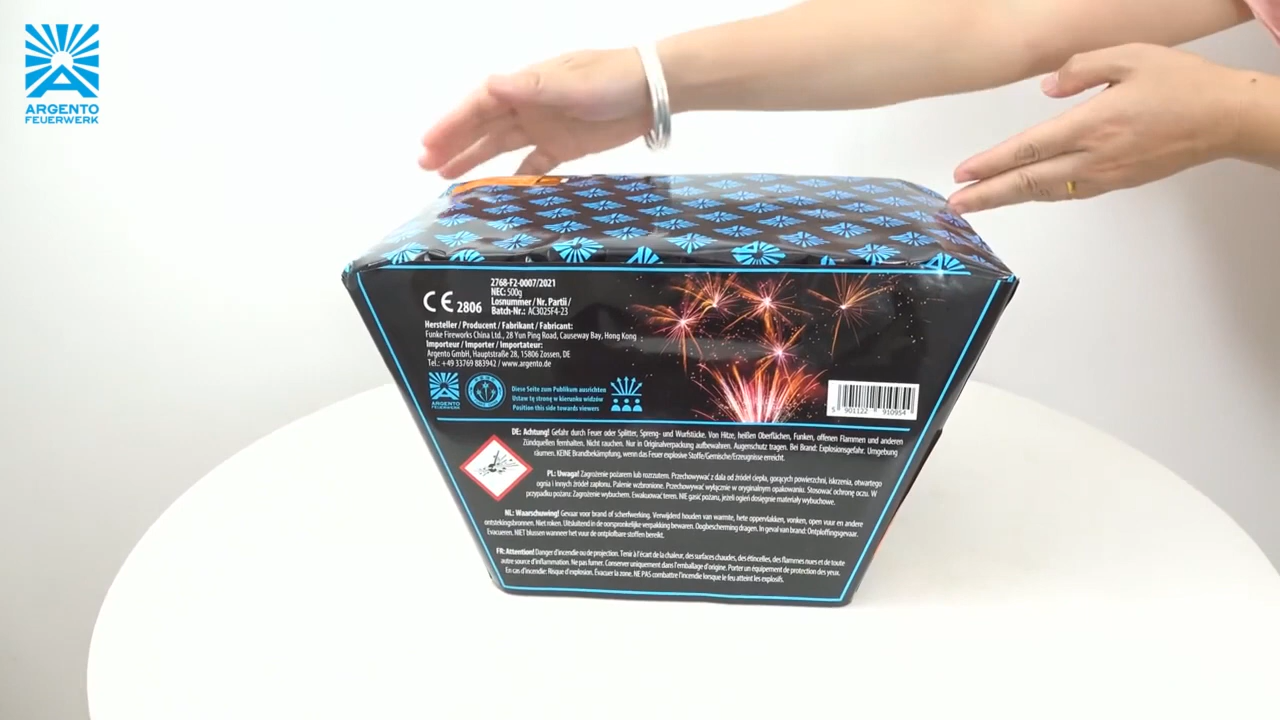 ARGENTO
FEUERWERK
CE 2806
2768-F2-0007/2021
NEC: 500g
Losnummer / Nr. Partii /
Batch-Nr.: AC3025F4-23
Hersteller / Producent / Fabrikant / Fabricant:
Funke Fireworks China Ltd., 28 Yun Ping Road, Causeway Bay, Hong Kong
Importeur / Importer / Importateur:
Argento GmbH, Hauptstraße 28, 15806 Zossen, DE
Tel.: +49 33769 883942 / www.argento.de
ARGENTO
FEUERWERK
Diese Seite zum Publikum ausrichten
Ustaw tę stronę w kierunku widzów
Position this side towards viewers
5 901122 910954
DE: Achtung! Gefahr durch Feuer oder Splitter, Spreng- und Wurfstücke. Von Hitze, heißen Oberflächen, Funken, offenen Flammen und anderen
Zündquellen fernhalten. Nicht rauchen. Nur in Originalverpackung aufbewahren. Augenschutz tragen. Bei Brand: Explosionsgefahr. Umgebung
räumen. KEINE Brandbekämpfung, wenn das Feuer explosive Stoffe/Gemische/Erzeugnisse erreicht.
PL: Uwaga! Zagrożenie pożarem lub rozrzutem. Przechowywać z dala od źródeł ciepła, gorących powierzchni, iskrzenia, otwartego
ognia i innych źródeł zapłonu. Palenie wzbronione. Przechowywać wyłącznie w oryginalnym opakowaniu. Stosować ochronę oczu. W
przypadku pożaru: Zagrożenie wybuchem. Ewakuować teren. NIE gasić pożaru, jeżeli ogień dosięgnie materiały wybuchowe.
NL: Waarschuwing! Gevaar voor brand of scherfwerking. Verwijderd houden van warmte, hete oppervlakken, vonken, open vuur en andere
ontstekingsbronnen. Niet roken. Uitsluitend in de oorspronkelijke verpakking bewaren. Oogbescherming dragen. In geval van brand: Ontploffingsgevaar.
Evacueren. NIET blussen wanneer het vuur de ontplofbare stoffen bereikt.
FR: Attention! Danger d'incendie ou de projection. Tenir à l'écart de la chaleur, des surfaces chaudes, des étincelles, des flammes nues et de toute
autre source d'inflammation. Ne pas fumer. Conserver uniquement dans l'emballage d'origine. Porter un équipement de protection des yeux.
En cas d'incendie: Risque d'explosion. Évacuer la zone. NE PAS combattre l'incendie lorsque le feu atteint les explosifs.